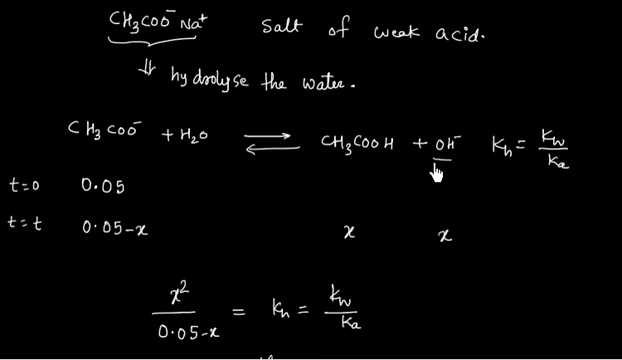 CH₃COO⁻ Na⁺ salt of weak acid.
⇓ hydrolyse the water.
CH₃COO⁻ + H₂O ⇌ CH₃COOH + OH⁻ Kₕ = Kw/Ka
t=0 0.05
t=t 0.05-x x x
x²/0.05-x = Kₕ = Kw/Ka